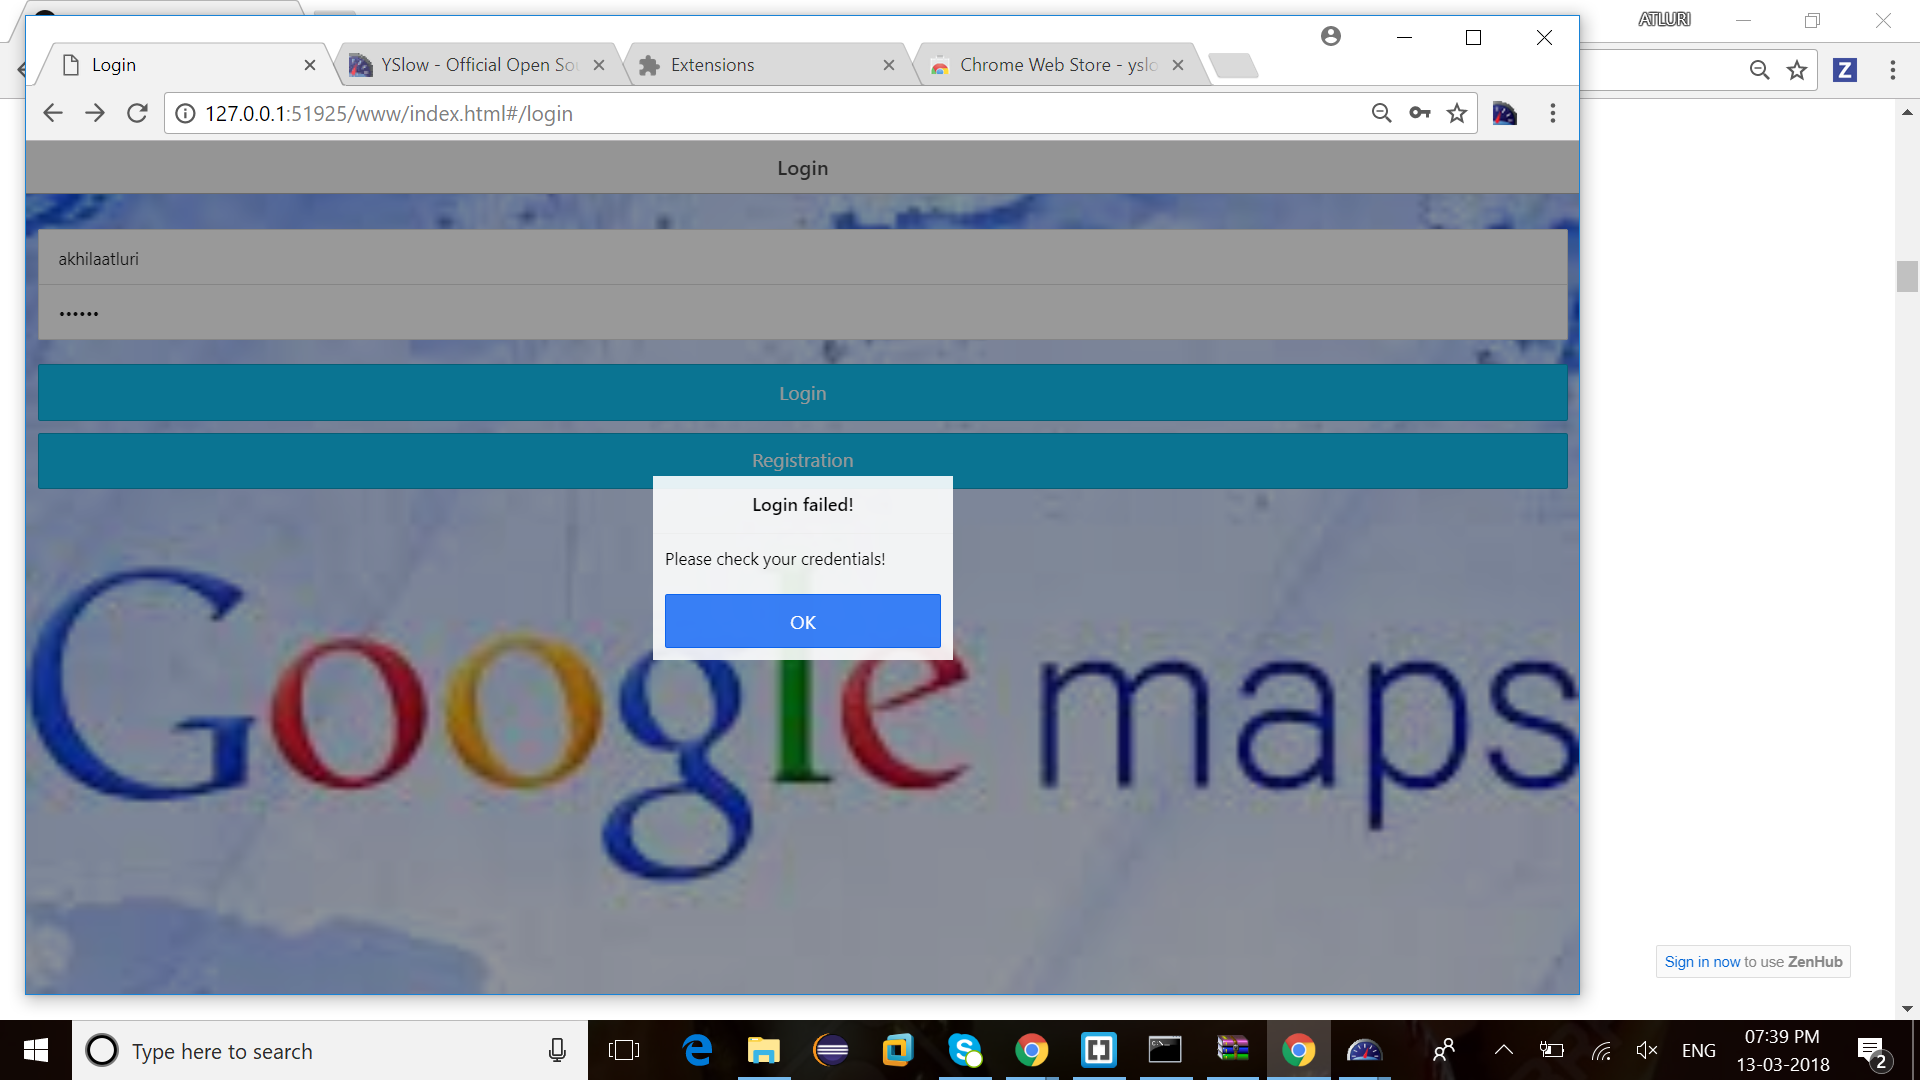 ATLURI
Login
YSlow - Official Open So
Extensions
Chrome Web Store - yslo
127.0.0.1:51925/www/index.html#/login
Z
Login
akhilaatluri
••••••
Login
Registration
Login failed!
Please check your credentials!
OK
Google maps
Sign in now to use ZenHub
Type here to search
ENG
07:39 PM
13-03-2018
2